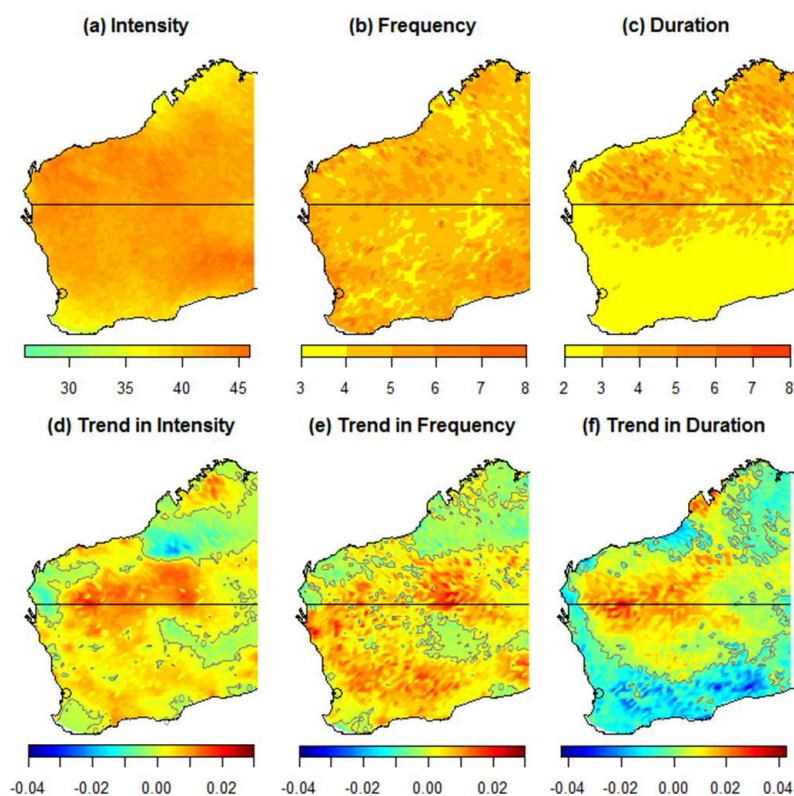 (a) Intensity (b) Frequency (c) Duration
30 35 40 45 3 4 5 6 7 8 2 3 4 5 6 7 8
(d) Trend in Intensity (e) Trend in Frequency (f) Trend in Duration
-0.04 -0.02 0.00 0.02 -0.04 -0.02 0.00 0.02 -0.04 -0.02 0.00 0.02 0.04